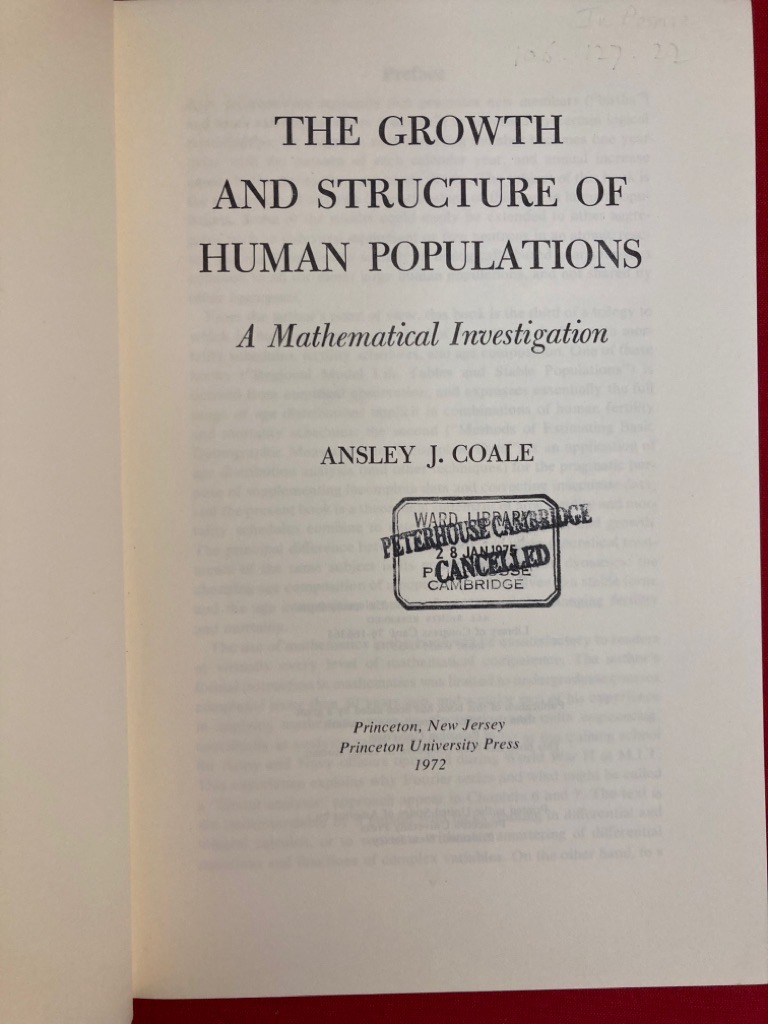 THE GROWTH
AND STRUCTURE OF
HUMAN POPULATIONS
A Mathematical Investigation
ANSLEY J. COALE
WARD LIBRARY
PETERHOUSE CAMBRIDGE
28 JAN 1975
CANCELLED
CAMBRIDGE
Princeton, New Jersey
Princeton University Press
1972